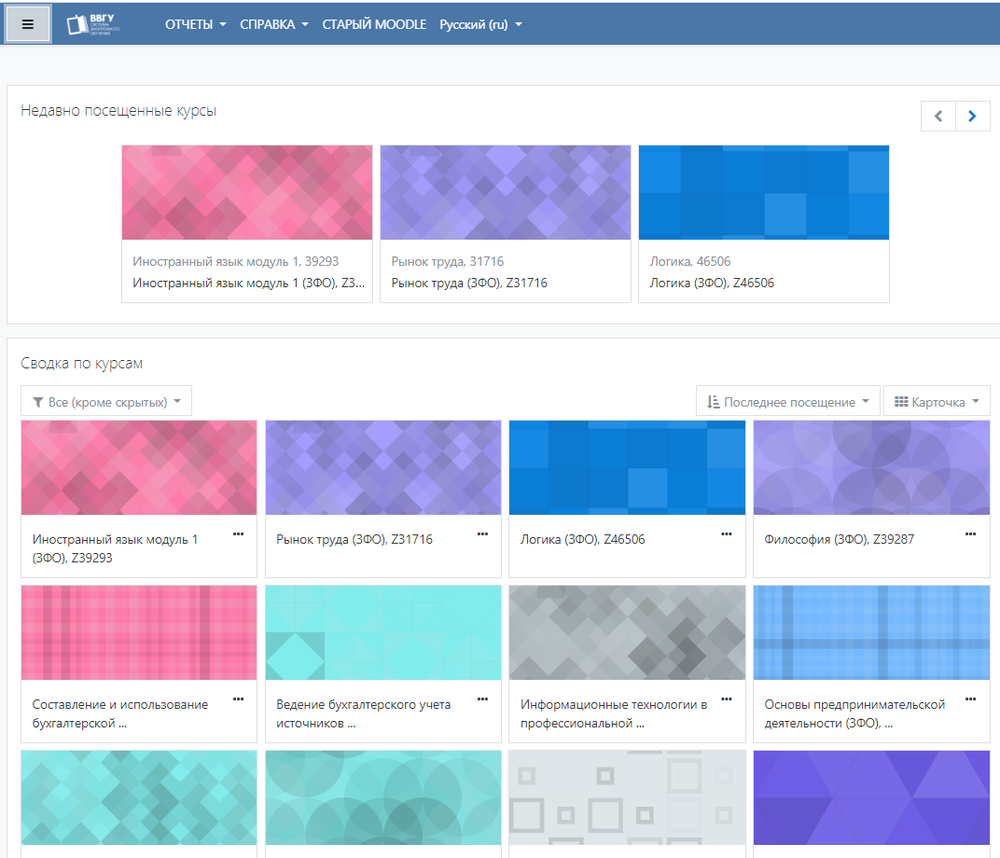 ВВГУ
СИСТЕМА
ЭЛЕКТРОННОГО
ОБУЧЕНИЯ
ОТЧЕТЫ СПРАВКА СТАРЫЙ MOODLE Русский (ru)
Недавно посещенные курсы
Иностранный язык модуль 1, 39293
Иностранный язык модуль 1 (ЗФО), Z3...
Рынок труда, 31716
Рынок труда (ЗФО), Z31716
Логика, 46506
Логика (ЗФО), Z46506
Сводка по курсам
Все (кроме скрытых)
Последнее посещение
Карточка
Иностранный язык модуль 1
(ЗФО), Z39293
Рынок труда (ЗФО), Z31716
Логика (ЗФО), Z46506
Философия (ЗФО), Z39287
Составление и использование
бухгалтерской ...
Ведение бухгалтерского учета
источников ...
Информационные технологии в
профессиональной ...
Основы предпринимательской
деятельности (ЗФО), ...